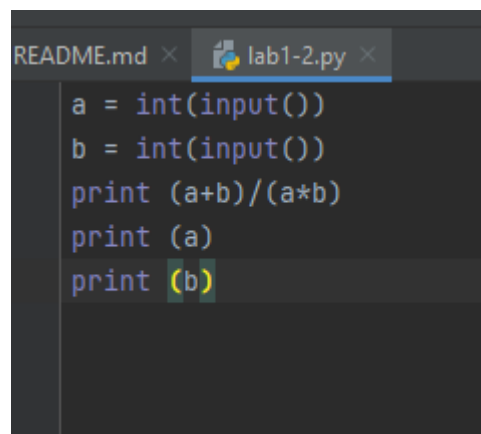 README.md lab1-2.py
a = int(input())
b = int(input())
print (a+b)/(a*b)
print (a)
print (b)